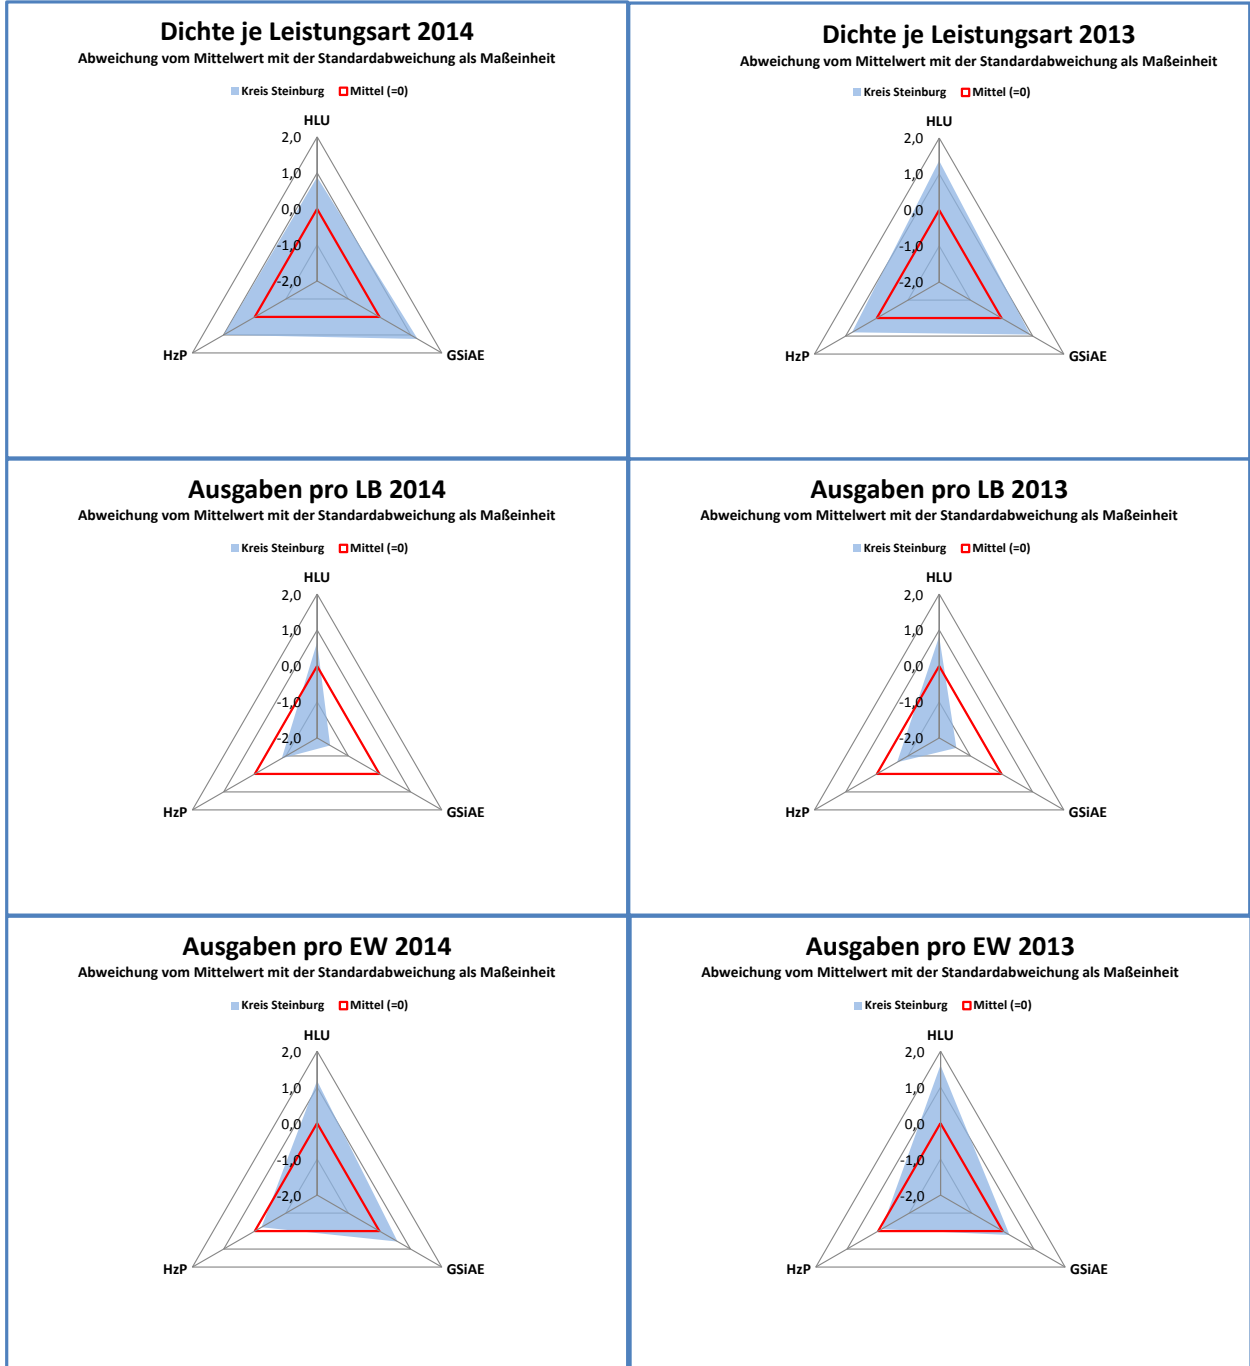 Dichte je Leistungsart 2014
Abweichung vom Mittelwert mit der Standardabweichung als Maßeinheit
Kreis Steinburg Mittel (=0)
HLU
2,0
1,0
0,0
-1,0
-2,0
HzP
GSiAE
Dichte je Leistungsart 2013
Abweichung vom Mittelwert mit der Standardabweichung als Maßeinheit
Kreis Steinburg Mittel (=0)
HLU
2,0
1,0
0,0
-1,0
-2,0
HzP
GSiAE
Ausgaben pro LB 2014
Abweichung vom Mittelwert mit der Standardabweichung als Maßeinheit
Kreis Steinburg Mittel (=0)
HLU
2,0
1,0
0,0
-1,0
-2,0
HzP
GSiAE
Ausgaben pro LB 2013
Abweichung vom Mittelwert mit der Standardabweichung als Maßeinheit
Kreis Steinburg Mittel (=0)
HLU
2,0
1,0
0,0
-1,0
-2,0
HzP
GSiAE
Ausgaben pro EW 2014
Abweichung vom Mittelwert mit der Standardabweichung als Maßeinheit
Kreis Steinburg Mittel (=0)
HLU
2,0
1,0
0,0
-1,0
-2,0
HzP
GSiAE
Ausgaben pro EW 2013
Abweichung vom Mittelwert mit der Standardabweichung als Maßeinheit
Kreis Steinburg Mittel (=0)
HLU
2,0
1,0
0,0
-1,0
-2,0
HzP
GSiAE